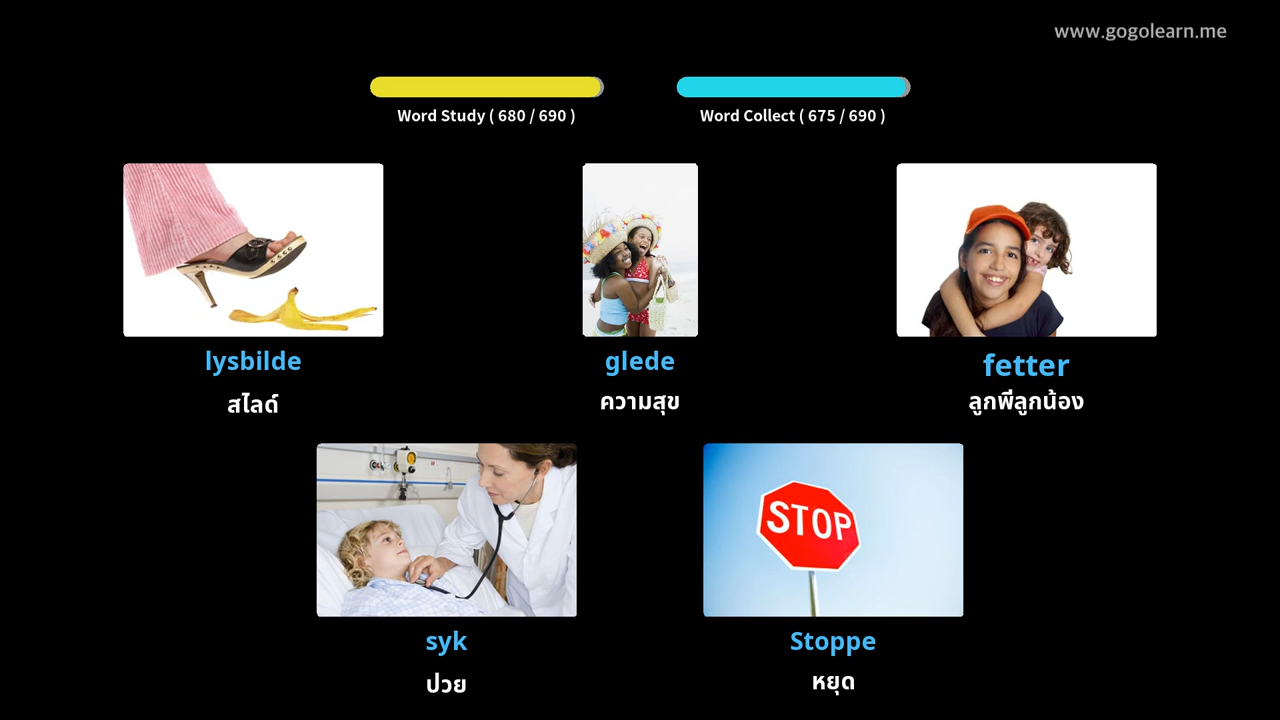 www.gogolearn.me
Word Study ( 680 / 690 )
Word Collect ( 675 / 690 )
lysbilde
สไลด์
glede
ความสุข
fetter
ลูกพี่ลูกน้อง
STOP
syk
ป่วย
Stoppe
หยุด